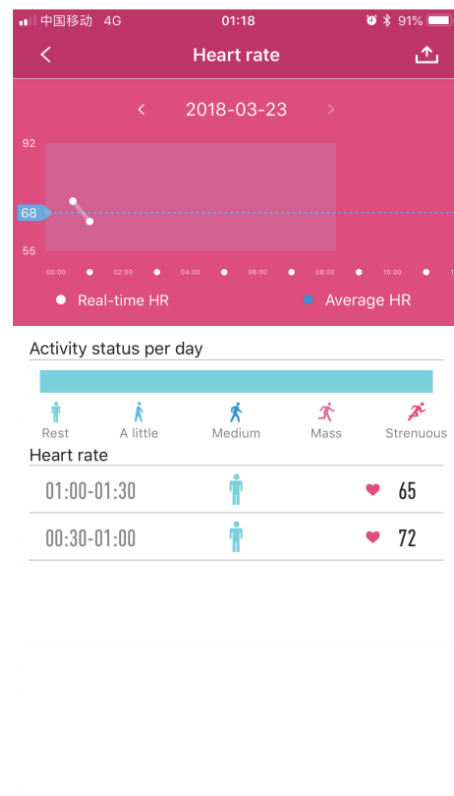 中国移动 4G 01:18 91%
Heart rate
2018-03-23
92
68
55
00:00 02:00 04:00 06:00 08:00 10:00 1
Real-time HR Average HR
Activity status per day
Rest A little Medium Mass Strenuous
Heart rate
01:00-01:30 65
00:30-01:00 72